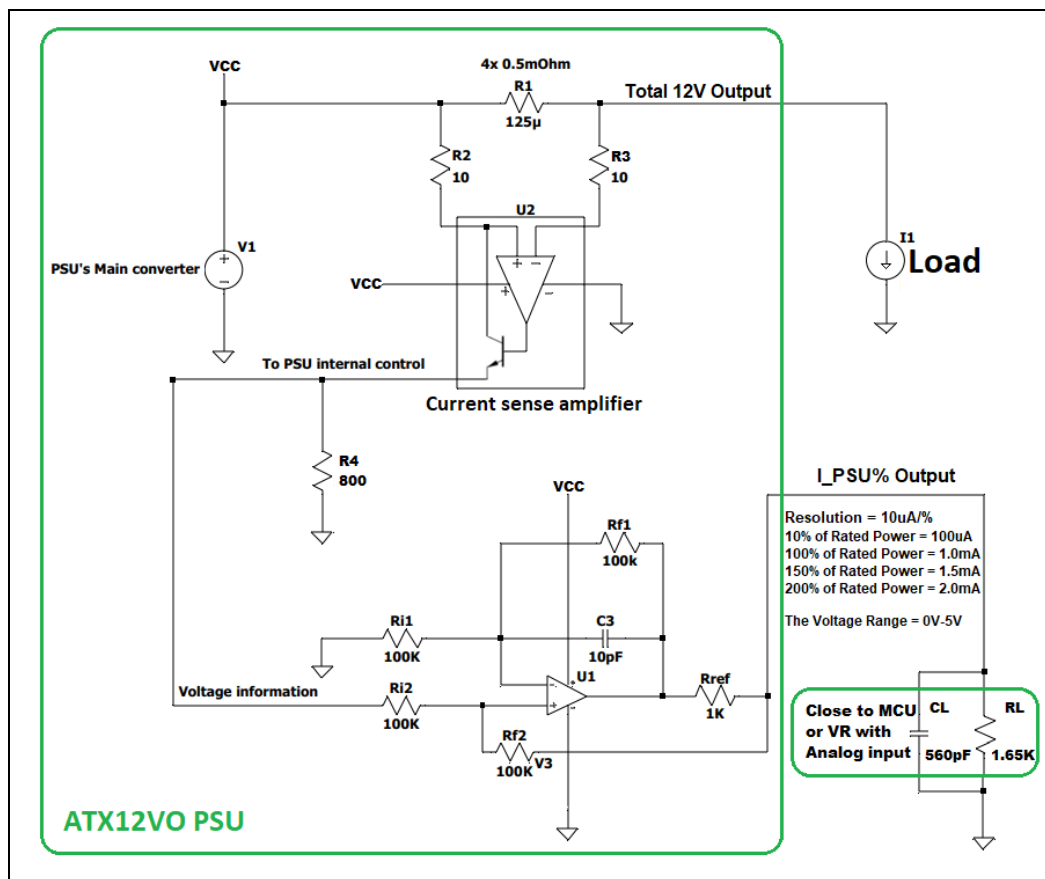 4x 0.5mOhm
VCC
R1
Total 12V Output
125µ
R2
10
R3
10
U2
V1
PSU's Main converter
I1
Load
VCC
To PSU internal control
Current sense amplifier
R4
800
VCC
I_PSU% Output
Resolution = 10uA/%
10% of Rated Power = 100uA
100% of Rated Power = 1.0mA
150% of Rated Power = 1.5mA
200% of Rated Power = 2.0mA
The Voltage Range = 0V-5V
Rf1
100k
Ri1
100K
C3
10pF
U1
Voltage information
Ri2
100K
Rref
1K
Rf2
100K
V3
Close to MCU
or VR with
Analog input
CL
560pF
RL
1.65K
ATX12VO PSU